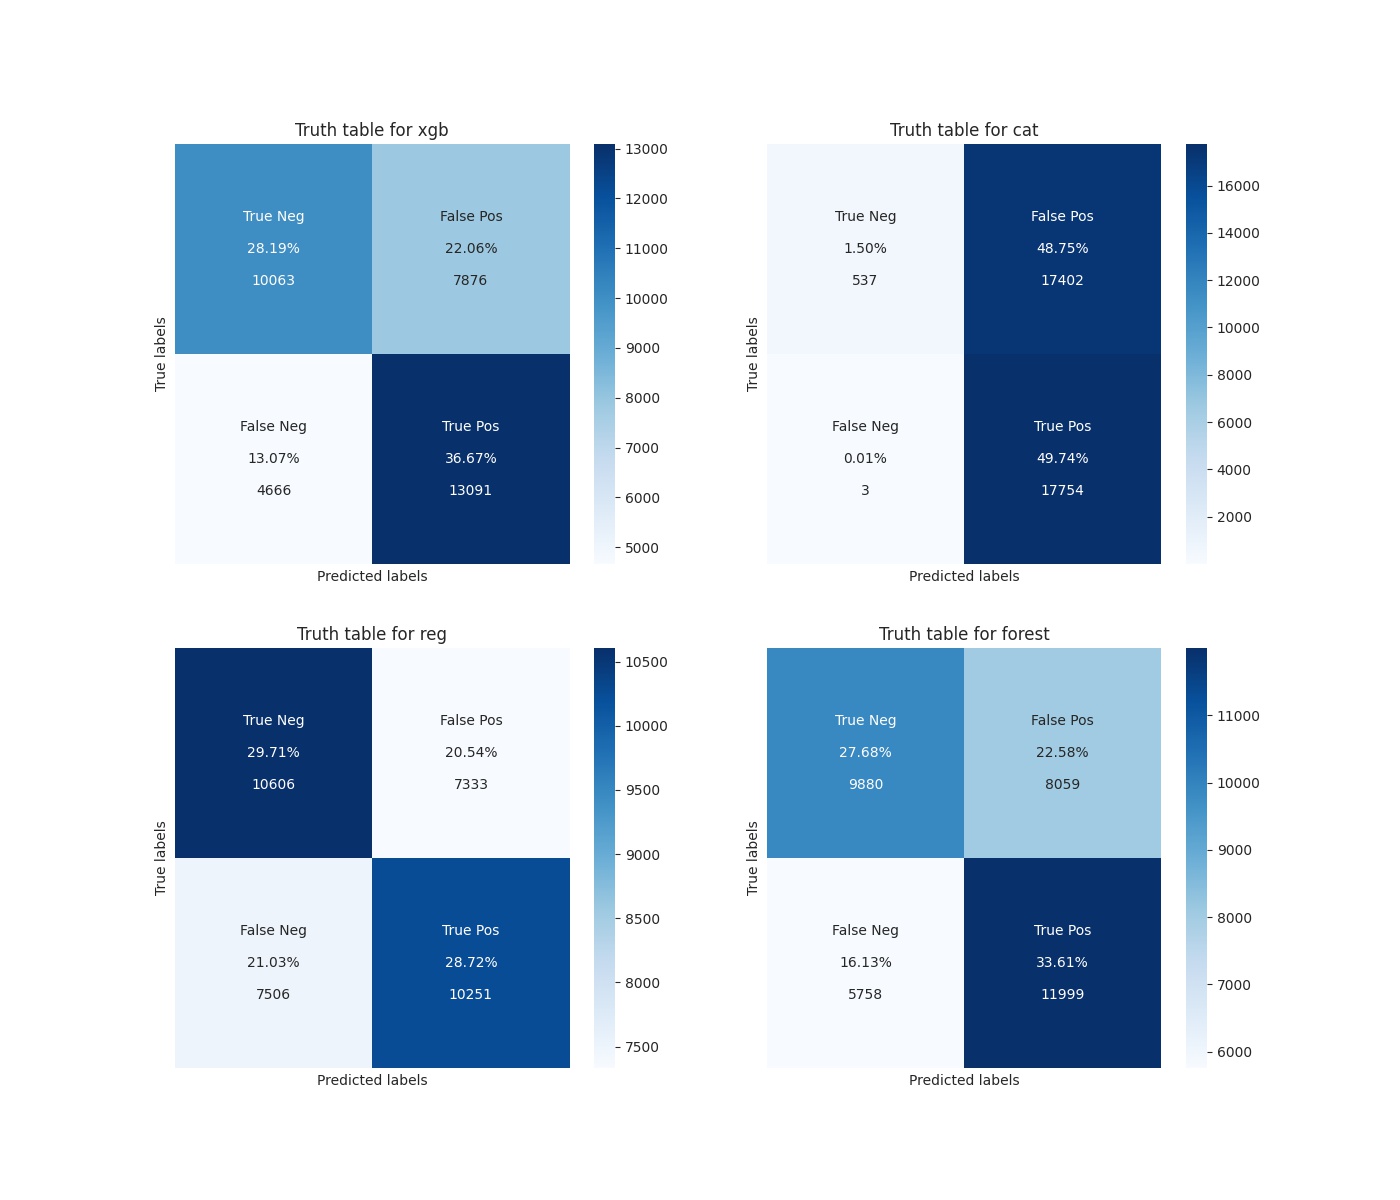 Truth table for xgb
True Neg
28.19%
10063
False Pos
22.06%
7876
False Neg
13.07%
4666
True Pos
36.67%
13091
True labels
Predicted labels
13000
12000
11000
10000
9000
8000
7000
6000
5000
Truth table for cat
True Neg
1.50%
537
False Pos
48.75%
17402
False Neg
0.01%
3
True Pos
49.74%
17754
True labels
Predicted labels
16000
14000
12000
10000
8000
6000
4000
2000
Truth table for reg
True Neg
29.71%
10606
False Pos
20.54%
7333
False Neg
21.03%
7506
True Pos
28.72%
10251
True labels
Predicted labels
10500
10000
9500
9000
8500
8000
7500
Truth table for forest
True Neg
27.68%
9880
False Pos
22.58%
8059
False Neg
16.13%
5758
True Pos
33.61%
11999
True labels
Predicted labels
11000
10000
9000
8000
7000
6000